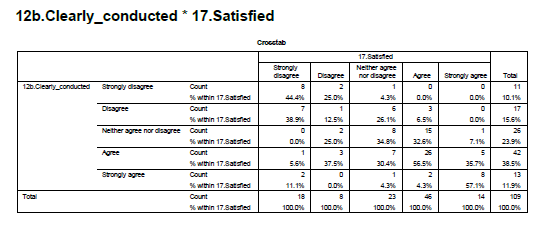 12b.Clearly_conducted * 17.Satisfied
Crosstab
17.Satisfied
Strongly disagree Disagree Neither agree nor disagree Agree Strongly agree Total
12b.Clearly_conducted Strongly disagree Count 8 2 1 0 0 11
% within 17.Satisfied 44.4% 25.0% 4.3% 0.0% 0.0% 10.1%
Disagree Count 7 1 6 3 0 17
% within 17.Satisfied 38.9% 12.5% 26.1% 6.5% 0.0% 15.6%
Neither agree nor disagree Count 0 2 8 15 1 26
% within 17.Satisfied 0.0% 25.0% 34.8% 32.6% 7.1% 23.9%
Agree Count 1 3 7 26 5 42
% within 17.Satisfied 5.6% 37.5% 30.4% 56.5% 35.7% 38.5%
Strongly agree Count 2 0 1 2 8 13
% within 17.Satisfied 11.1% 0.0% 4.3% 4.3% 57.1% 11.9%
Total Count 18 8 23 46 14 109
% within 17.Satisfied 100.0% 100.0% 100.0% 100.0% 100.0% 100.0%